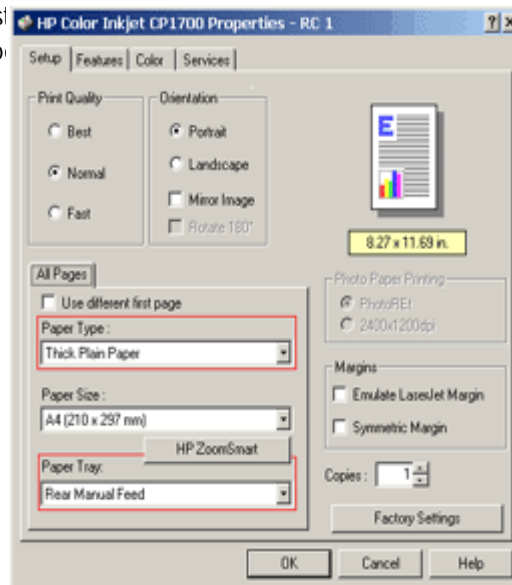 HP Color Inkjet CP1700 Properties - RC 1
Setup Features Color Services
Print Quality
Best
Normal
Fast
Orientation
Portrait
Landscape
Mirror Image
Rotate 180°
E
8.27 x 11.69 in.
All Pages
Use different first page
Paper Type :
Thick Plain Paper
Paper Size :
A4 (210 x 297 mm)
HP ZoomSmart
Paper Tray:
Rear Manual Feed
Photo Paper Printing
PhotoREt
2400x1200dpi
Margins
Emulate LaserJet Margin
Symmetric Margin
Copies : 1
Factory Settings
OK Cancel Help